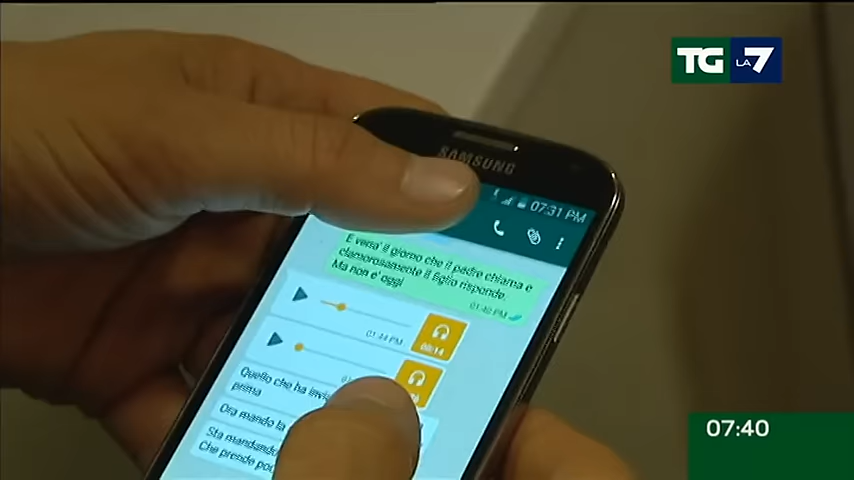 TG LA7
SAMSUNG
07:31 PM
E verra' il giorno che il padre chiama e
clamorosamente il figlio risponde.
Ma non e' oggi
01:40 PM
01:44 PM
00:14
Quello che ha invi
prima
Ora mando la
Sta mandando
Che prende po
07:40